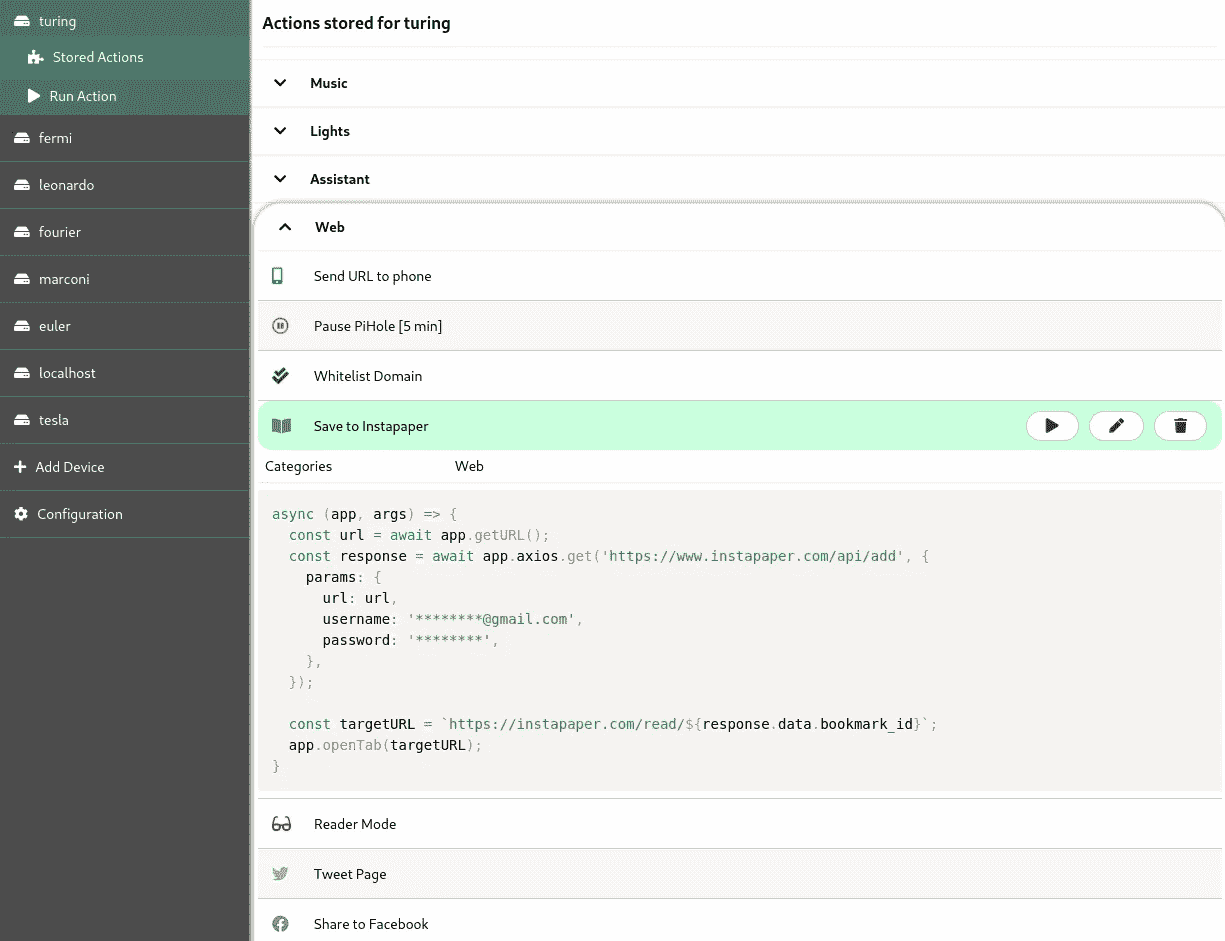 turing
Stored Actions
Run Action
fermi
leonardo
fourier
marconi
euler
localhost
tesla
Add Device
Configuration
Actions stored for turing
Music
Lights
Assistant
Web
Send URL to phone
Pause PiHole [5 min]
Whitelist Domain
Save to Instapaper
Categories Web
async (app, args) => {
  const url = await app.getURL();
  const response = await app.axios.get('https://www.instapaper.com/api/add', {
    params: {
      url: url,
      username: '********@gmail.com',
      password: '********',
    },
  });

  const targetURL = `https://instapaper.com/read/${response.data.bookmark_id}`;
  app.openTab(targetURL);
}
Reader Mode
Tweet Page
Share to Facebook